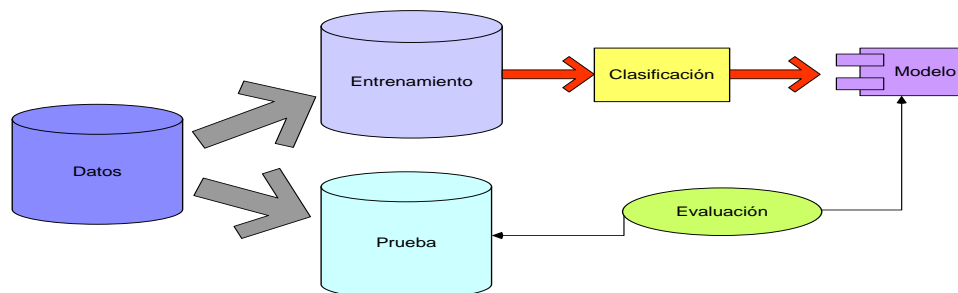 Entrenamiento
Clasificación
Modelo
Datos
Prueba
Evaluación